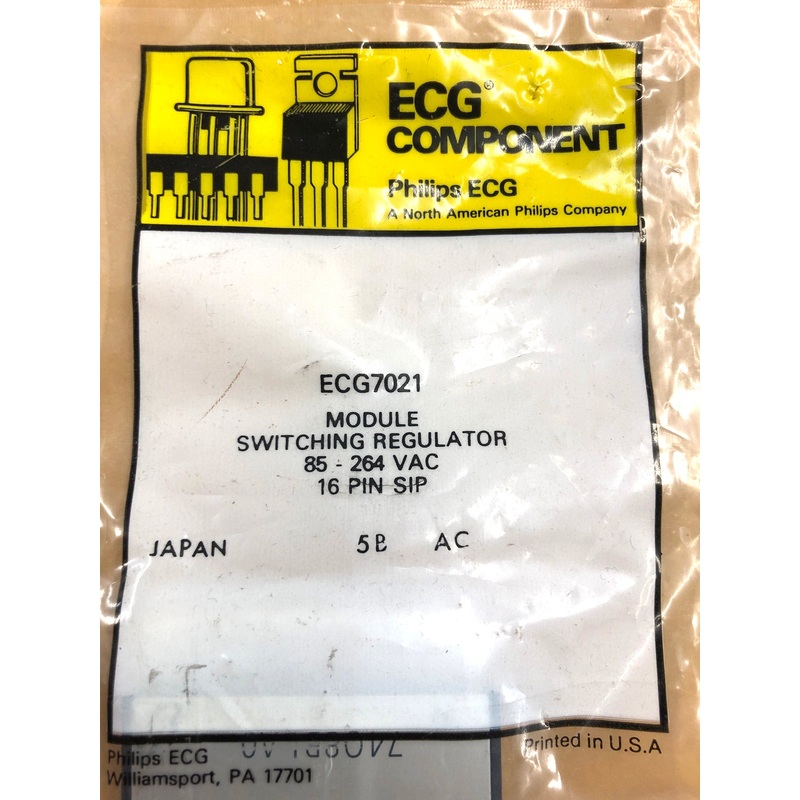 ECG®
COMPONENT
Philips ECG
A North American Philips Company
ECG7021
MODULE
SWITCHING REGULATOR
85 - 264 VAC
16 PIN SIP
JAPAN 5B AC
Philips ECG
Williamsport, PA 17701
Printed in U.S.A